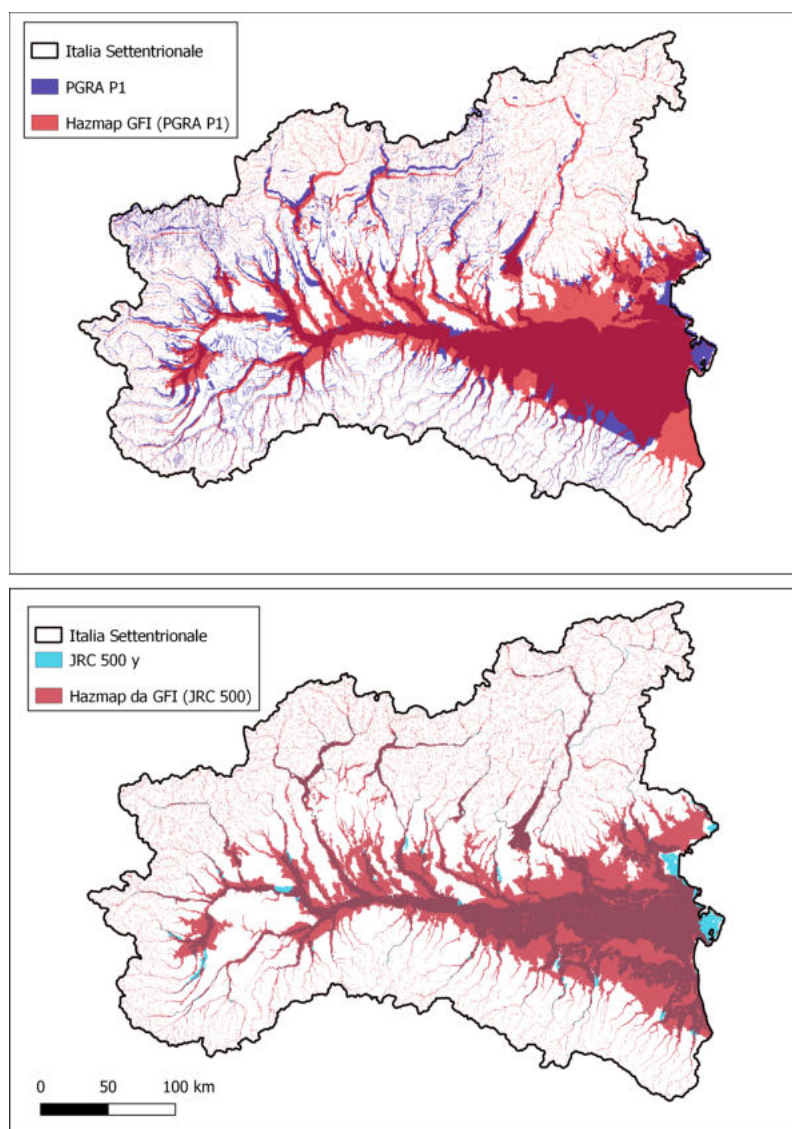 Italia Settentrionale
PGRA P1
Hazmap GFI (PGRA P1)
Italia Settentrionale
JRC 500 y
Hazmap da GFI (JRC 500)
0 50 100 km